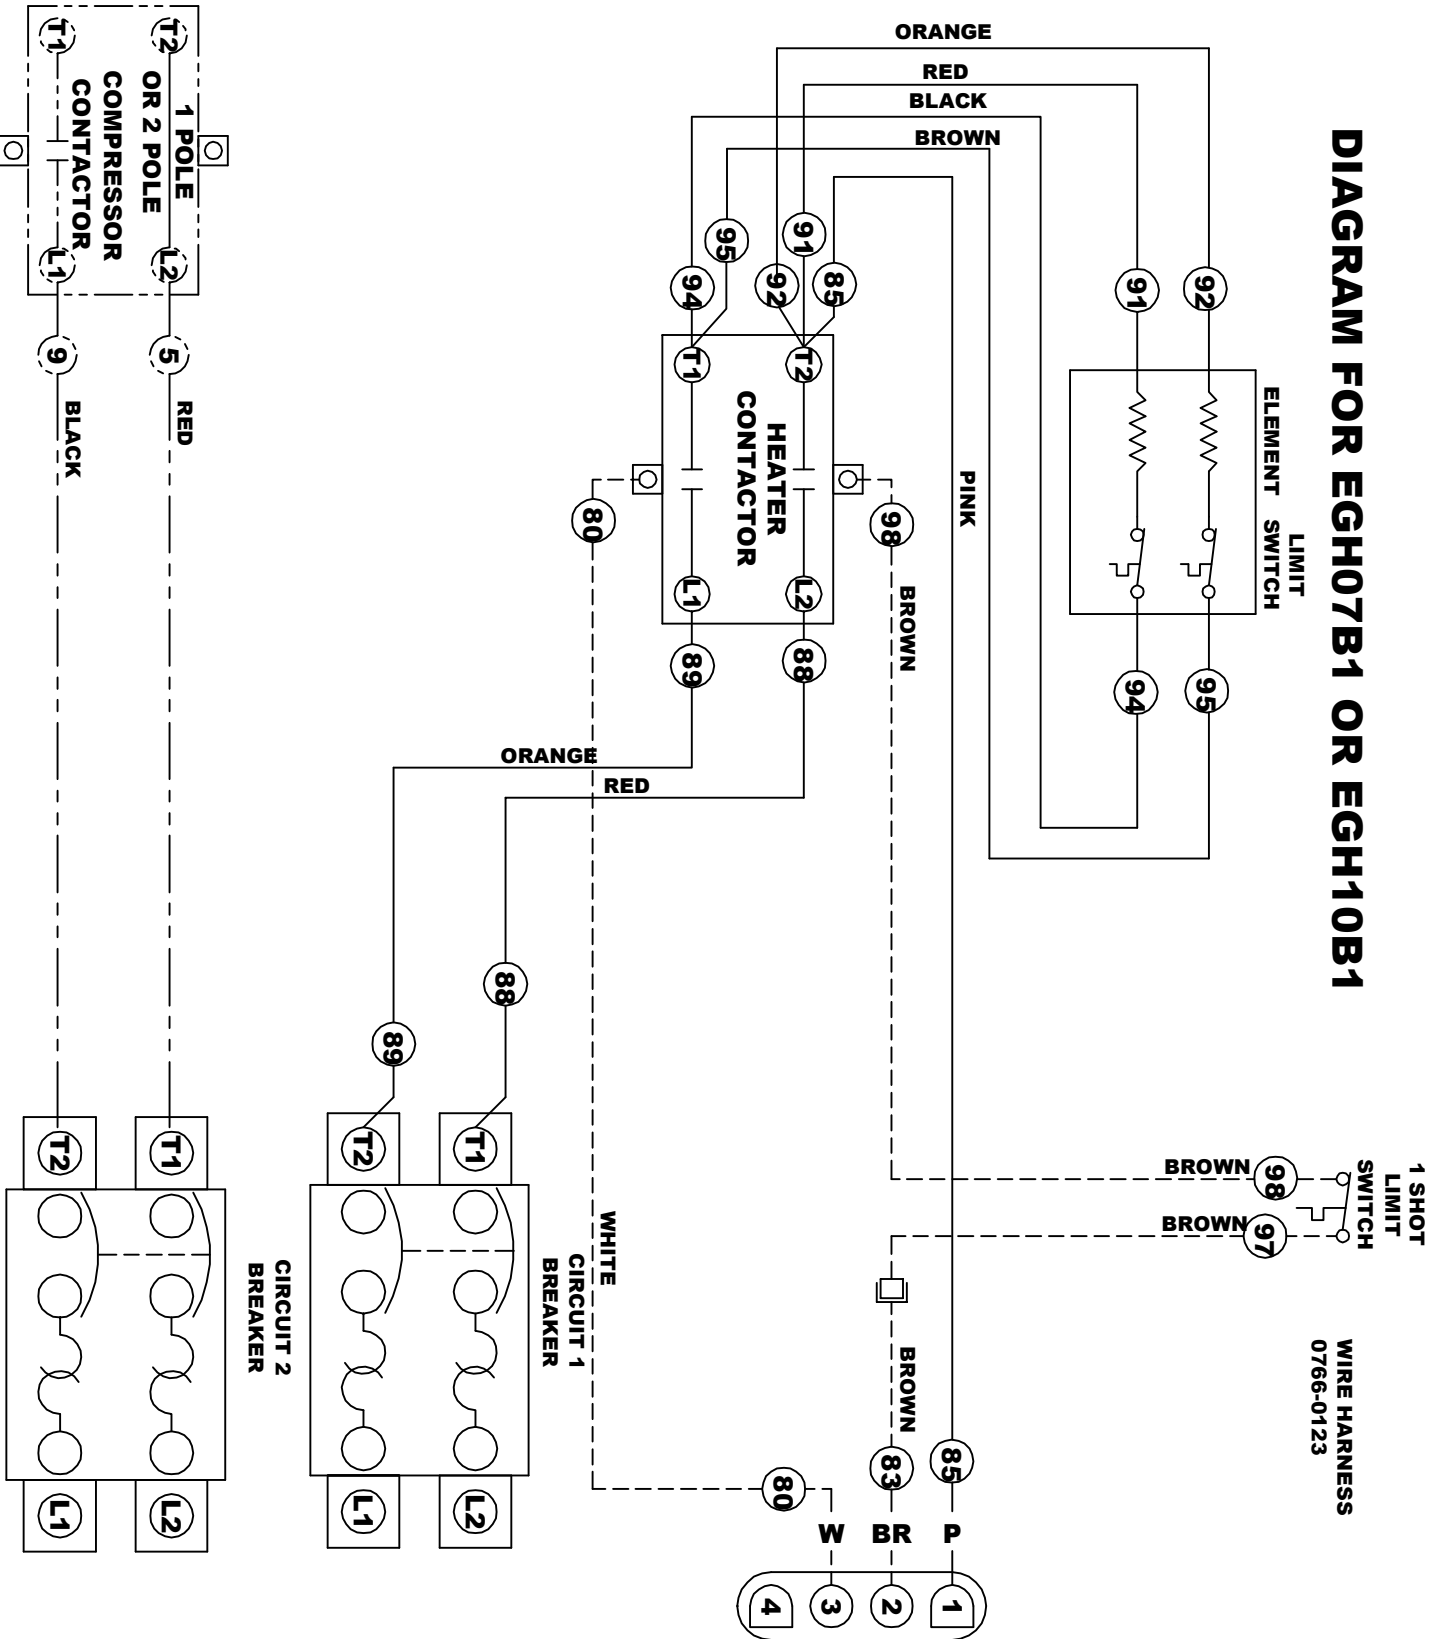 DIAGRAM FOR EGH07B1 OR EGH10B1
ORANGE
RED
BLACK
BROWN
95
91
94
92
85
91
92
ELEMENT
LIMIT
SWITCH
94
95
T1
T2
HEATER
CONTACTOR
L1
L2
89
88
80
98
BROWN
PINK
ORANGE
RED
T1
T2
1 POLE
OR 2 POLE
COMPRESSOR
CONTACTOR
L1
L2
9
5
BLACK
RED
88
89
WHITE
BROWN
98
BROWN
97
1 SHOT
LIMIT
SWITCH
WIRE HARNESS
0766-0123
T2
T1
CIRCUIT 1
BREAKER
L1
L2
T2
T1
CIRCUIT 2
BREAKER
L1
L2
BROWN
80
83
85
W
BR
P
4
3
2
1